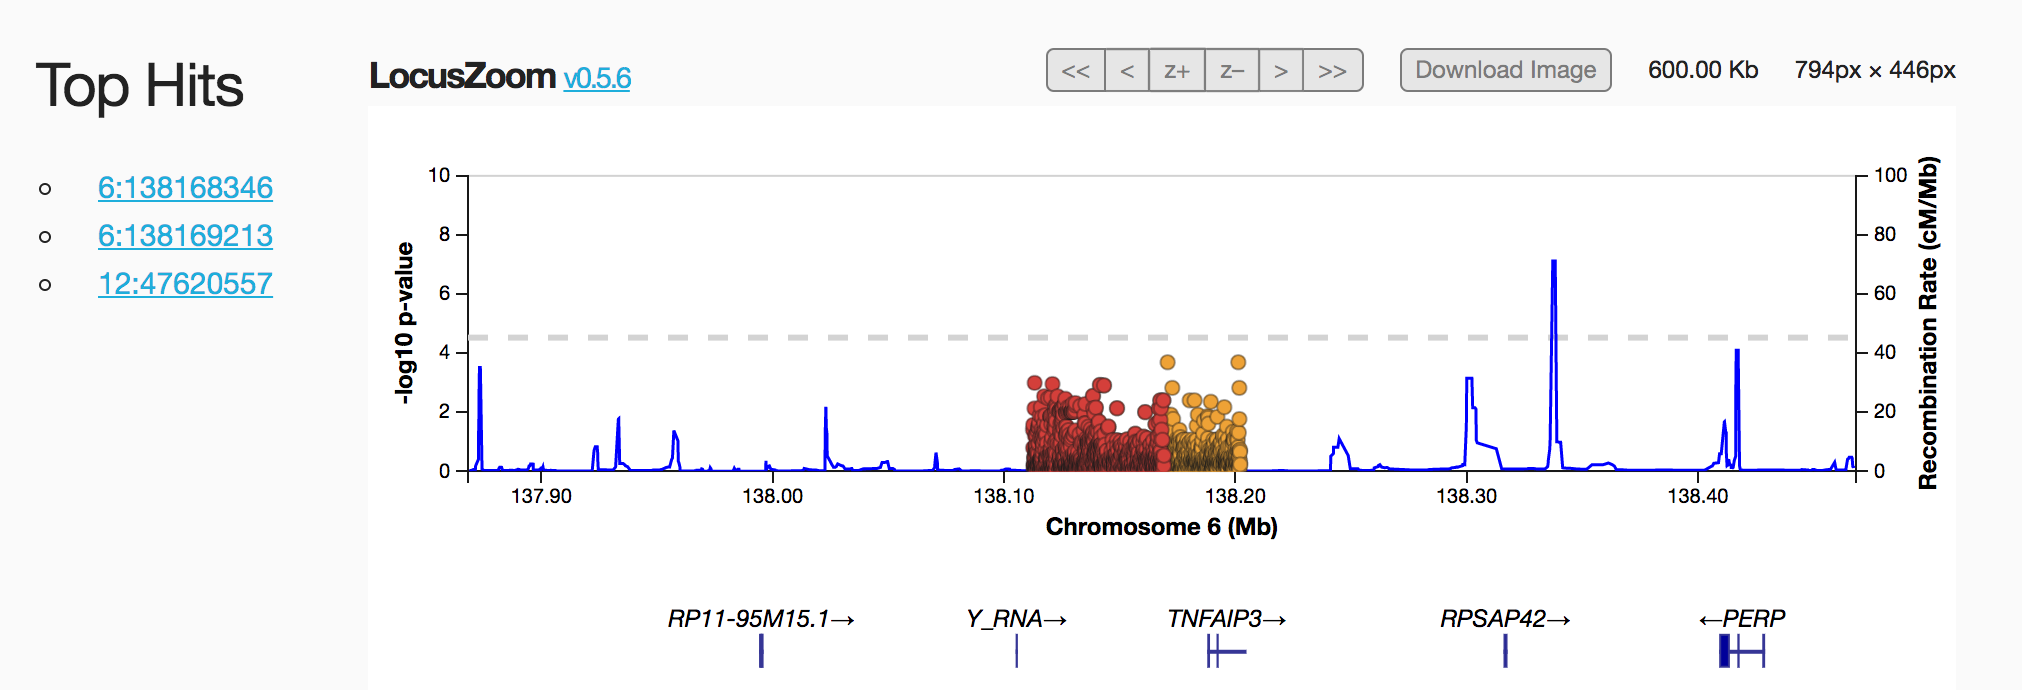 Top Hits
6:138168346
6:138169213
12:47620557
LocusZoom v0.5.6
<< < z+ z− > >>
Download Image
600.00 Kb
794px × 446px
-log10 p-value
10
8
6
4
2
0
100
80
60
40
20
0
Recombination Rate (cM/Mb)
137.90 138.00 138.10 138.20 138.30 138.40
Chromosome 6 (Mb)
RP11-95M15.1→ Y_RNA→ TNFAIP3→ RPSAP42→ ←PERP